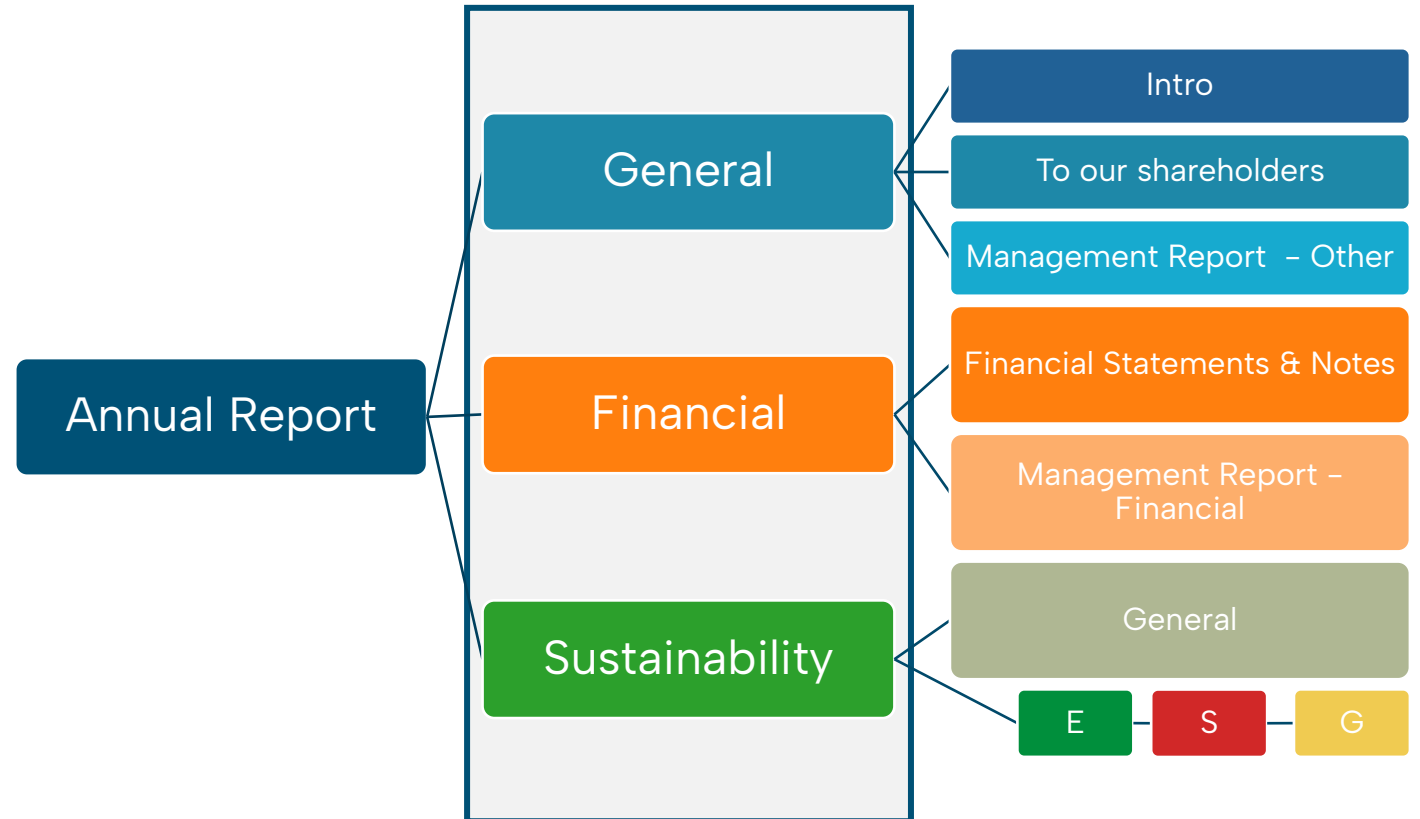 Annual Report
General
Financial
Sustainability
Intro
To our shareholders
Management Report – Other
Financial Statements & Notes
Management Report –
Financial
General
E
S
G